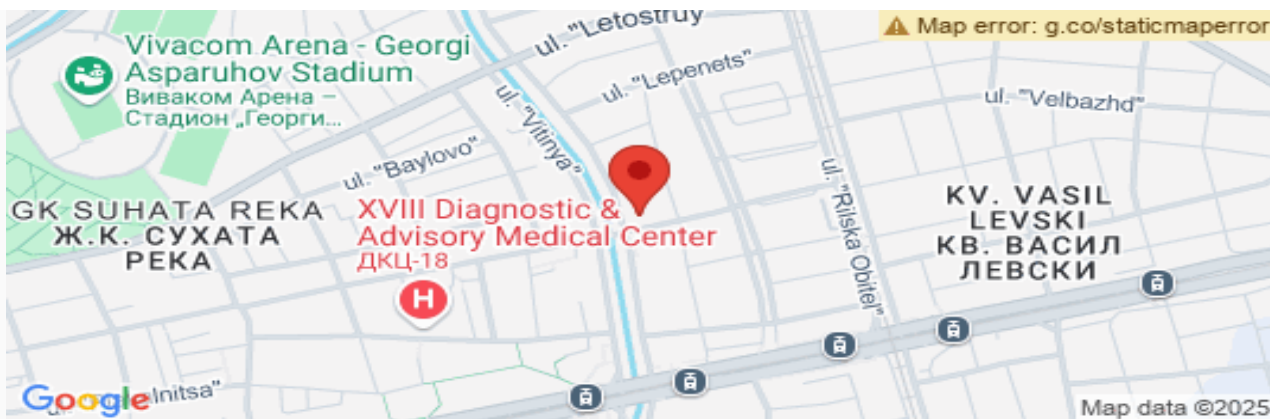 Map error: g.co/staticmaperror
Vivacom Arena - Georgi
Asparuhov Stadium
Виваком Арена –
Стадион „Георги...
ul. "Letostruy
ul. "Lepenets"
ul. "Velbazhd"
ul. "Vitinya"
ul. "Baylovo"
ul. "Rilska Obitel"
GK SUHATA REKA
Ж.К. СУХАТА
РЕКА
XVIII Diagnostic &
Advisory Medical Center
ДКЦ-18
H
KV. VASIL
LEVSKI
КВ. ВАСИЛ
ЛЕВСКИ
Google
Map data ©2025